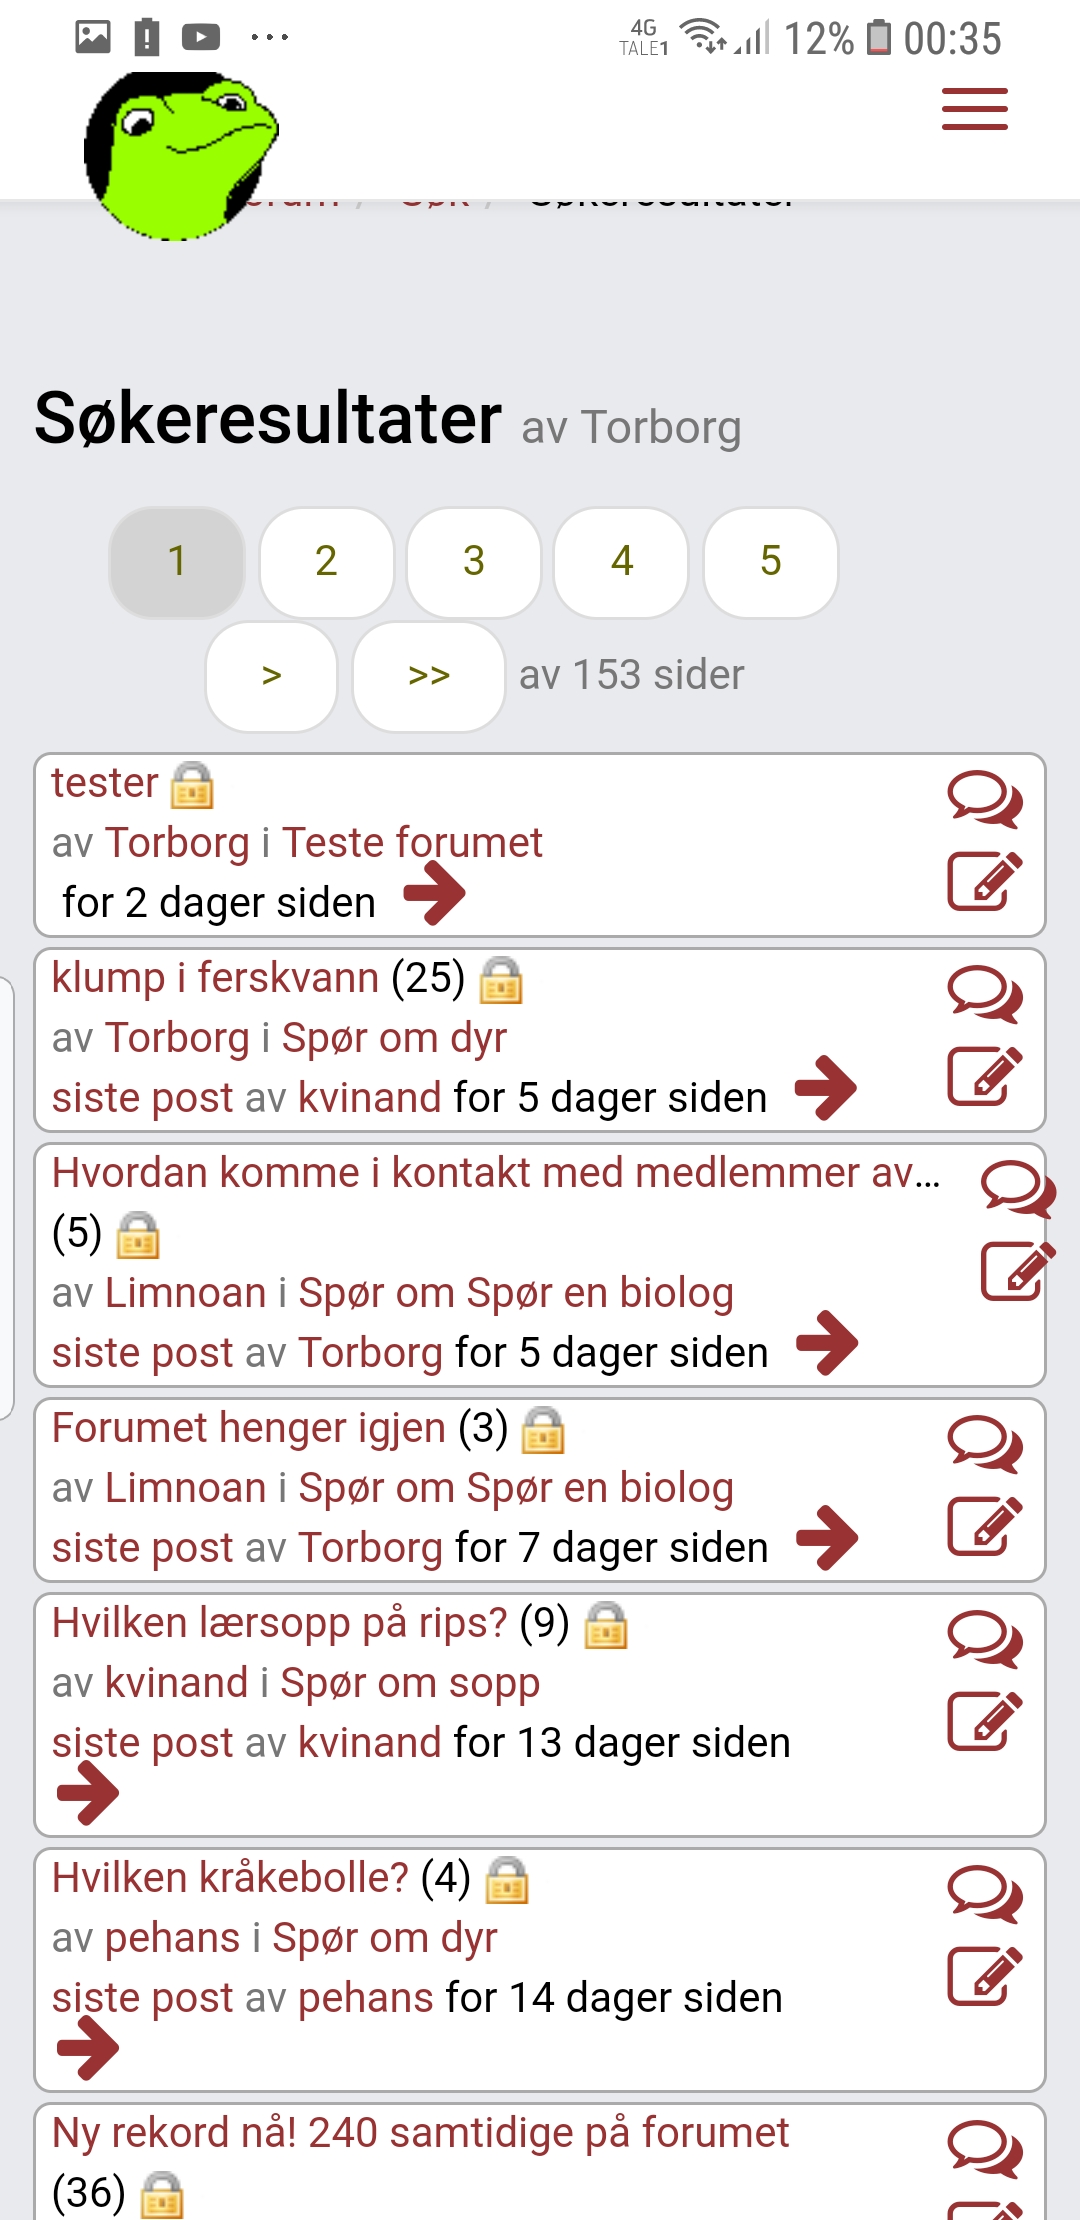 4G
TALE1
12%
00:35
Forum / Søk / Søkeresultater
Søkeresultater av Torborg
1 2 3 4 5
> >> av 153 sider
tester
av Torborg i Teste forumet
for 2 dager siden
klump i ferskvann (25)
av Torborg i Spør om dyr
siste post av kvinand for 5 dager siden
Hvordan komme i kontakt med medlemmer av...
(5)
av Limnoan i Spør om Spør en biolog
siste post av Torborg for 5 dager siden
Forumet henger igjen (3)
av Limnoan i Spør om Spør en biolog
siste post av Torborg for 7 dager siden
Hvilken lærsopp på rips? (9)
av kvinand i Spør om sopp
siste post av kvinand for 13 dager siden
Hvilken kråkebolle? (4)
av pehans i Spør om dyr
siste post av pehans for 14 dager siden
Ny rekord nå! 240 samtidige på forumet
(36)